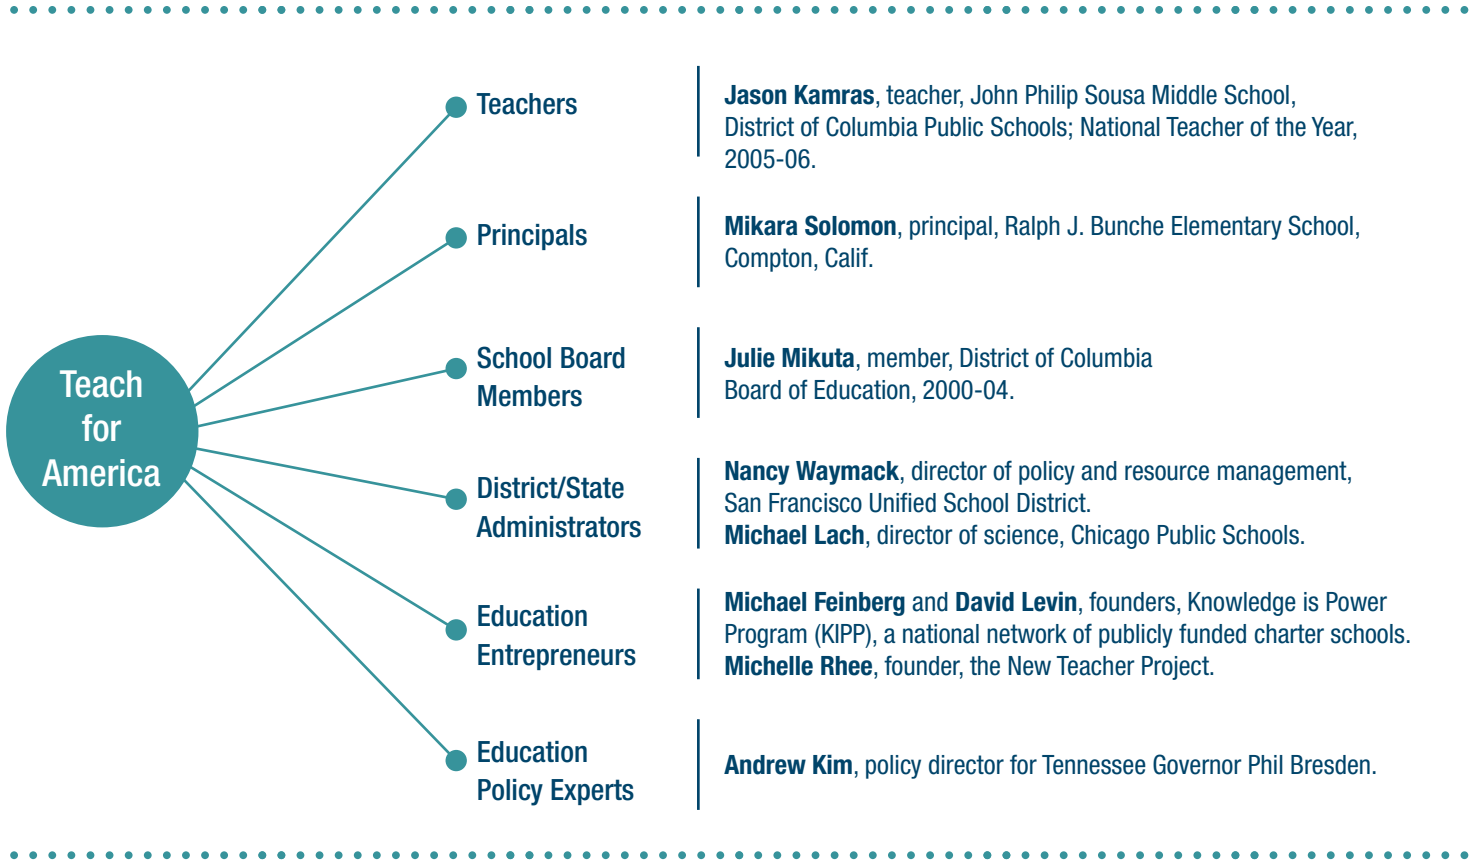 Teach
for
America
Teachers
Jason Kamras, teacher, John Philip Sousa Middle School,
District of Columbia Public Schools; National Teacher of the Year,
2005-06.
Principals
Mikara Solomon, principal, Ralph J. Bunche Elementary School,
Compton, Calif.
School Board
Members
Julie Mikuta, member, District of Columbia
Board of Education, 2000-04.
District/State
Administrators
Nancy Waymack, director of policy and resource management,
San Francisco Unified School District.
Michael Lach, director of science, Chicago Public Schools.
Education
Entrepreneurs
Michael Feinberg and David Levin, founders, Knowledge is Power
Program (KIPP), a national network of publicly funded charter schools.
Michelle Rhee, founder, the New Teacher Project.
Education
Policy Experts
Andrew Kim, policy director for Tennessee Governor Phil Bresden.